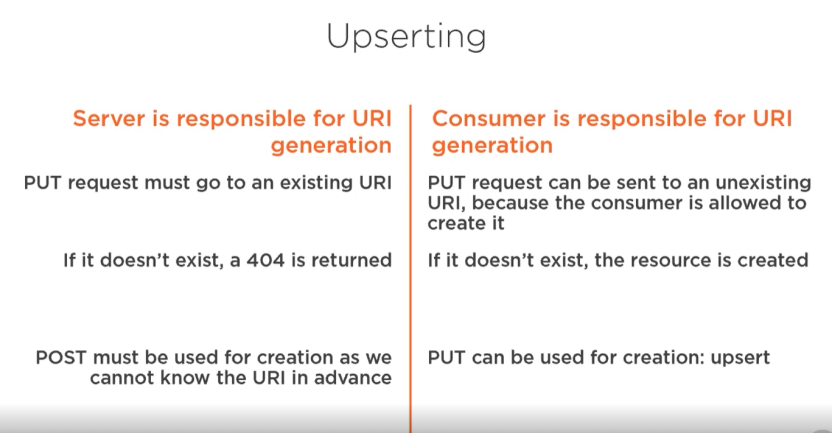 Upserting
Server is responsible for URI
generation
PUT request must go to an existing URI
If it doesn't exist, a 404 is returned
POST must be used for creation as we
cannot know the URI in advance
Consumer is responsible for URI
generation
PUT request can be sent to an unexisting
URI, because the consumer is allowed to
create it
If it doesn't exist, the resource is created
PUT can be used for creation: upsert